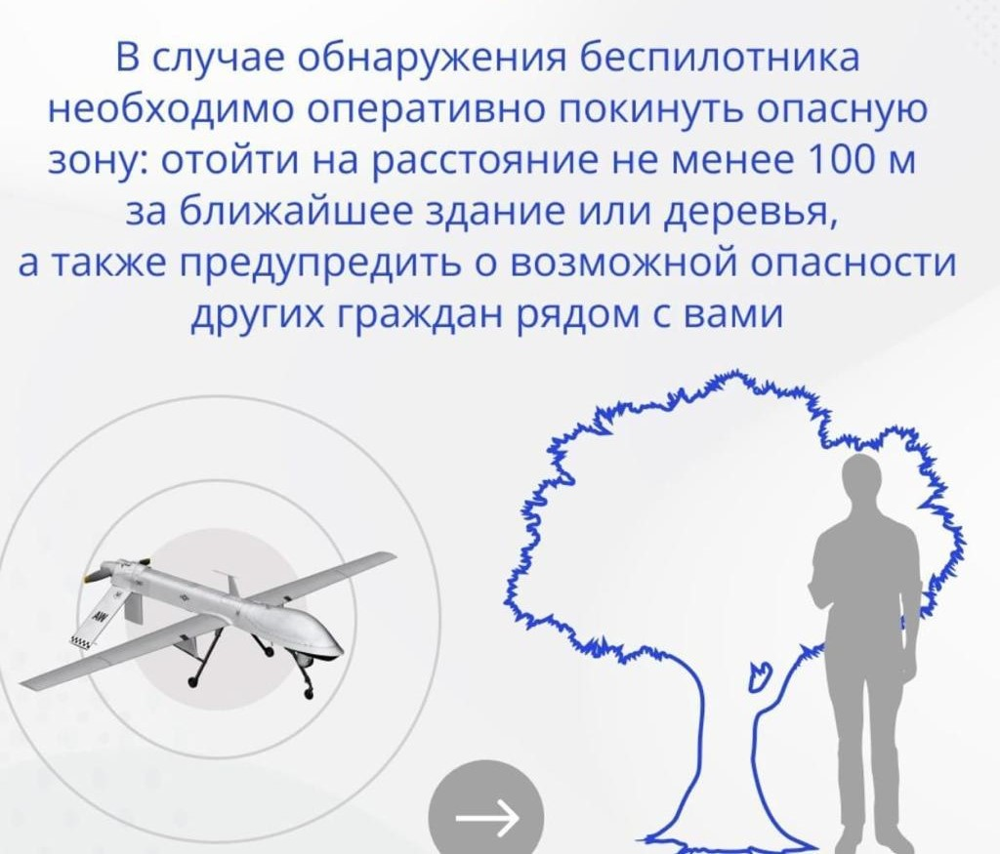 В случае обнаружения беспилотника
необходимо оперативно покинуть опасную
зону: отойти на расстояние не менее 100 м
за ближайшее здание или деревья,
а также предупредить о возможной опасности
других граждан рядом с вами